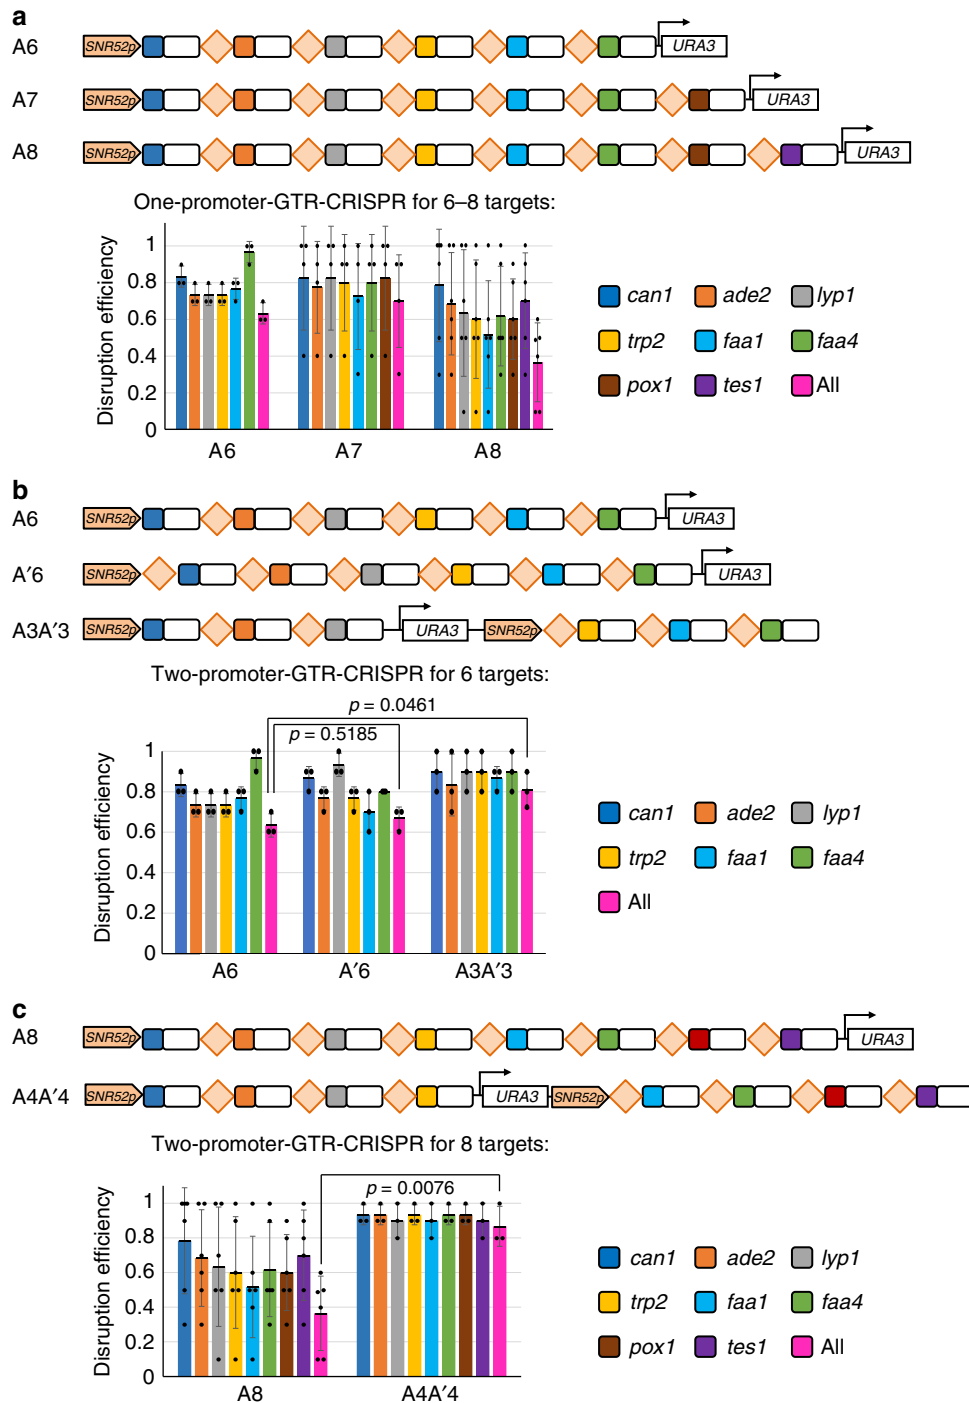 a
A6 SNR52p URA3
A7 SNR52p URA3
A8 SNR52p URA3
One-promoter-GTR-CRISPR for 6–8 targets:
Disruption efficiency
1
0.8
0.6
0.4
0.2
0
A6 A7 A8
can1 ade2 lyp1
trp2 faa1 faa4
pox1 tes1 All
b
A6 SNR52p URA3
A′6 SNR52p URA3
A3A′3 SNR52p URA3 SNR52p
Two-promoter-GTR-CRISPR for 6 targets:
p = 0.0461
p = 0.5185
Disruption efficiency
1
0.8
0.6
0.4
0.2
0
A6 A′6 A3A′3
can1 ade2 lyp1
trp2 faa1 faa4
All
c
A8 SNR52p URA3
A4A′4 SNR52p URA3 SNR52p
Two-promoter-GTR-CRISPR for 8 targets:
p = 0.0076
Disruption efficiency
1
0.8
0.6
0.4
0.2
0
A8 A4A′4
can1 ade2 lyp1
trp2 faa1 faa4
pox1 tes1 All